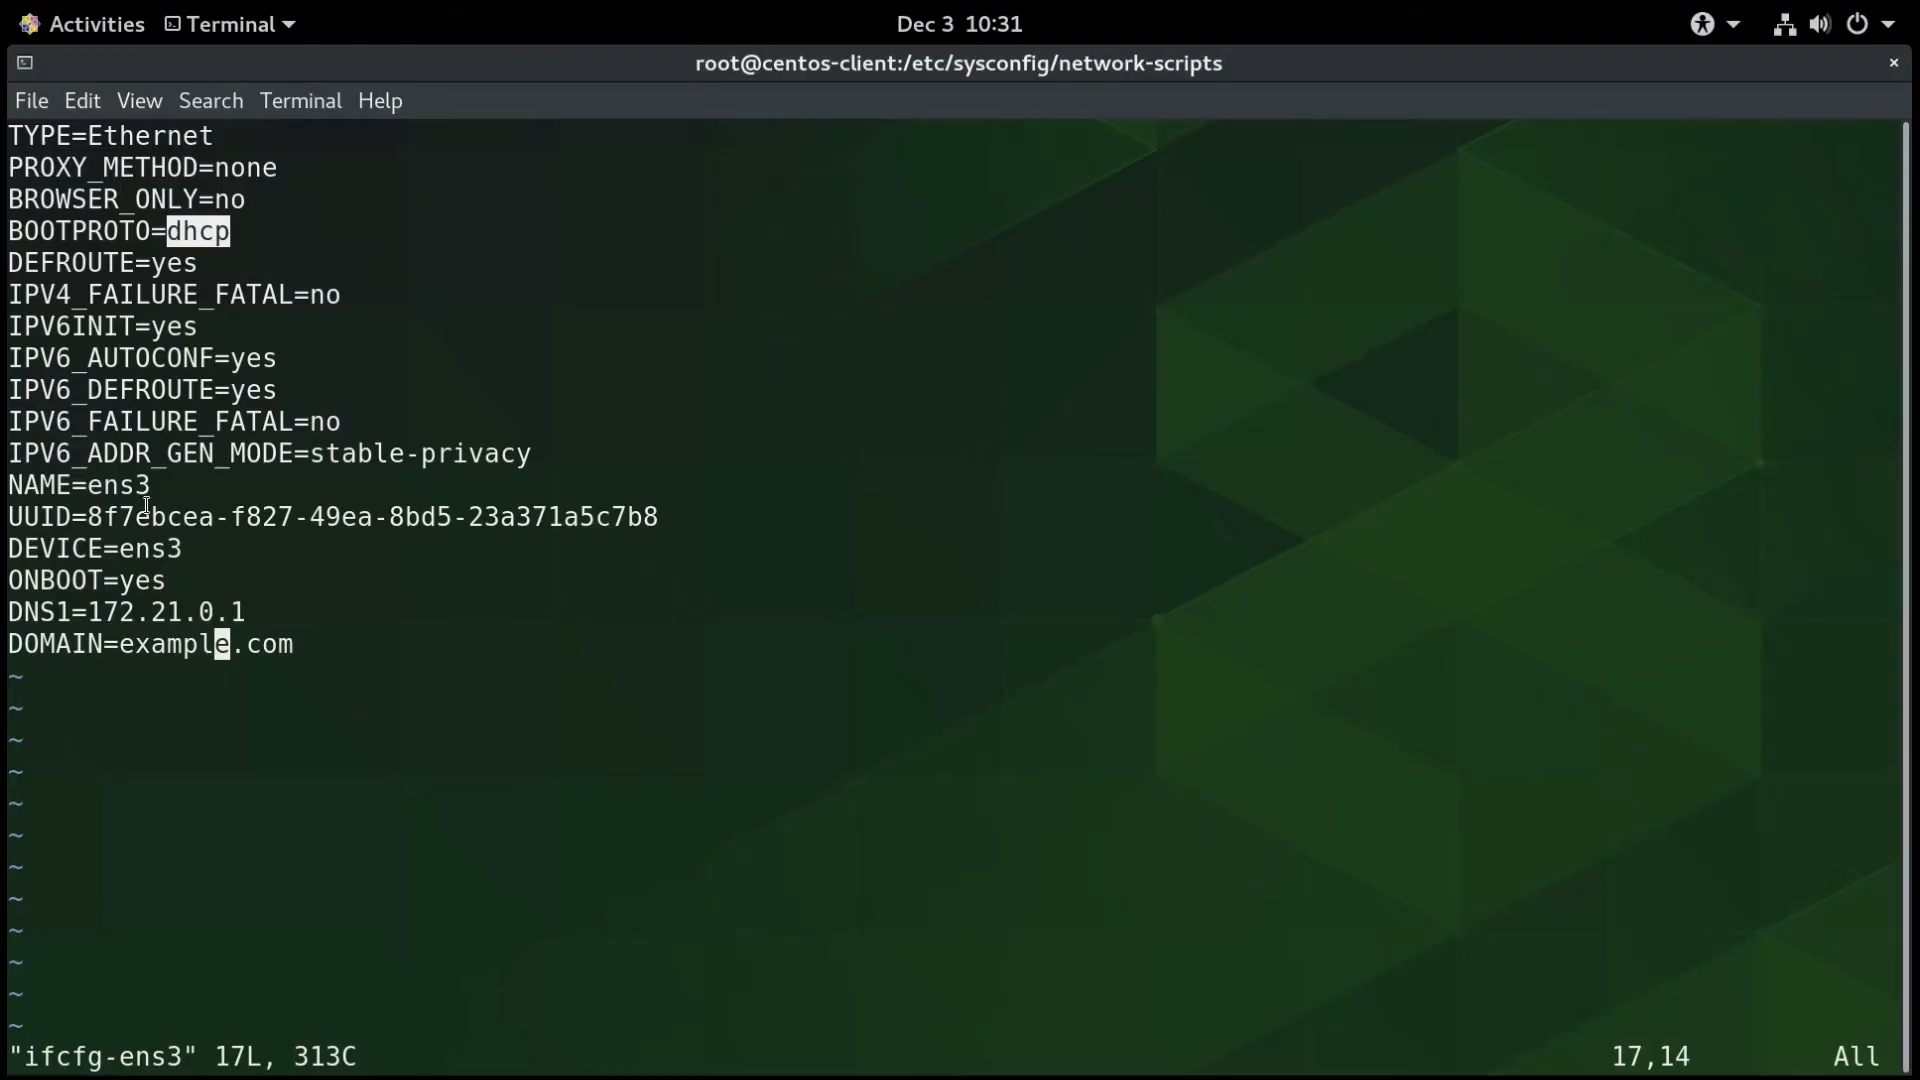 Activities Terminal Dec 3 10:31
root@centos-client:/etc/sysconfig/network-scripts ×
File Edit View Search Terminal Help
TYPE=Ethernet
PROXY_METHOD=none
BROWSER_ONLY=no
BOOTPROTO=dhcp
DEFROUTE=yes
IPV4_FAILURE_FATAL=no
IPV6INIT=yes
IPV6_AUTOCONF=yes
IPV6_DEFROUTE=yes
IPV6_FAILURE_FATAL=no
IPV6_ADDR_GEN_MODE=stable-privacy
NAME=ens3
UUID=8f7ebcea-f827-49ea-8bd5-23a371a5c7b8
DEVICE=ens3
ONBOOT=yes
DNS1=172.21.0.1
DOMAIN=example.com
~
~
~
~
~
~
~
~
~
~
~
~
"ifcfg-ens3" 17L, 313C 17,14 All